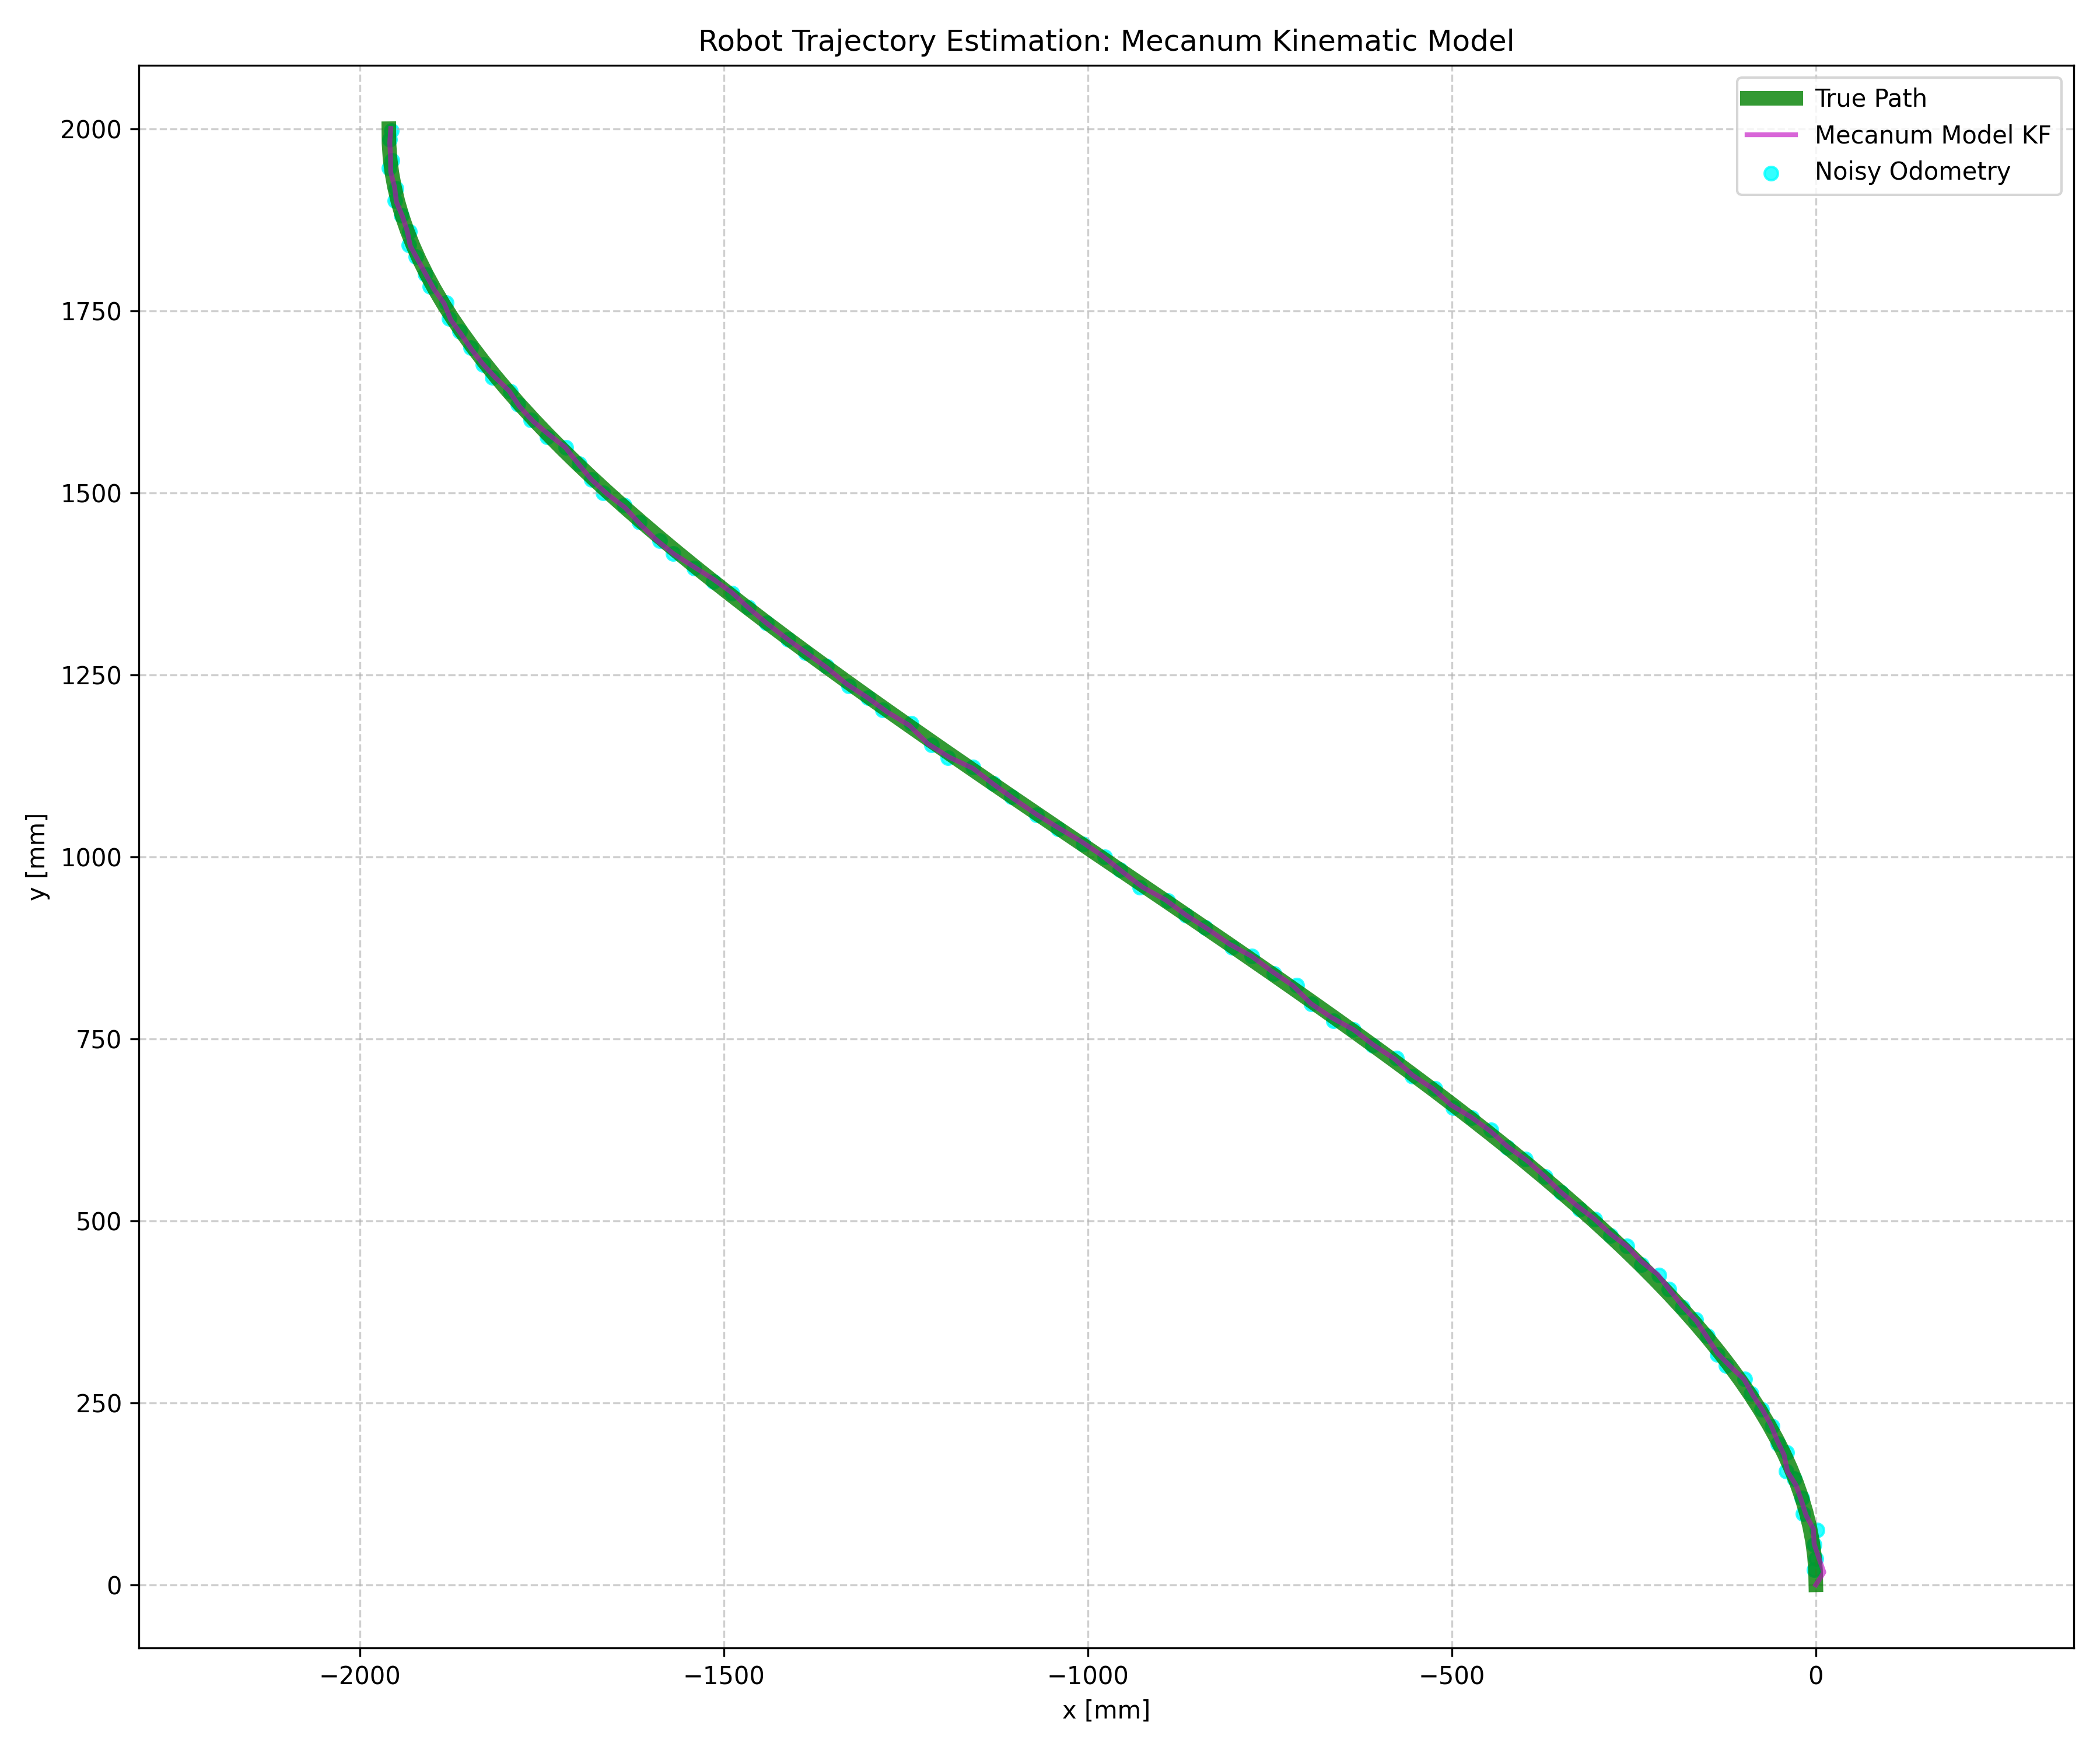 Robot Trajectory Estimation: Mecanum Kinematic Model
True Path
Mecanum Model KF
Noisy Odometry
2000
1750
1500
1250
1000
750
500
250
0
y [mm]
−2000
−1500
−1000
−500
0
x [mm]